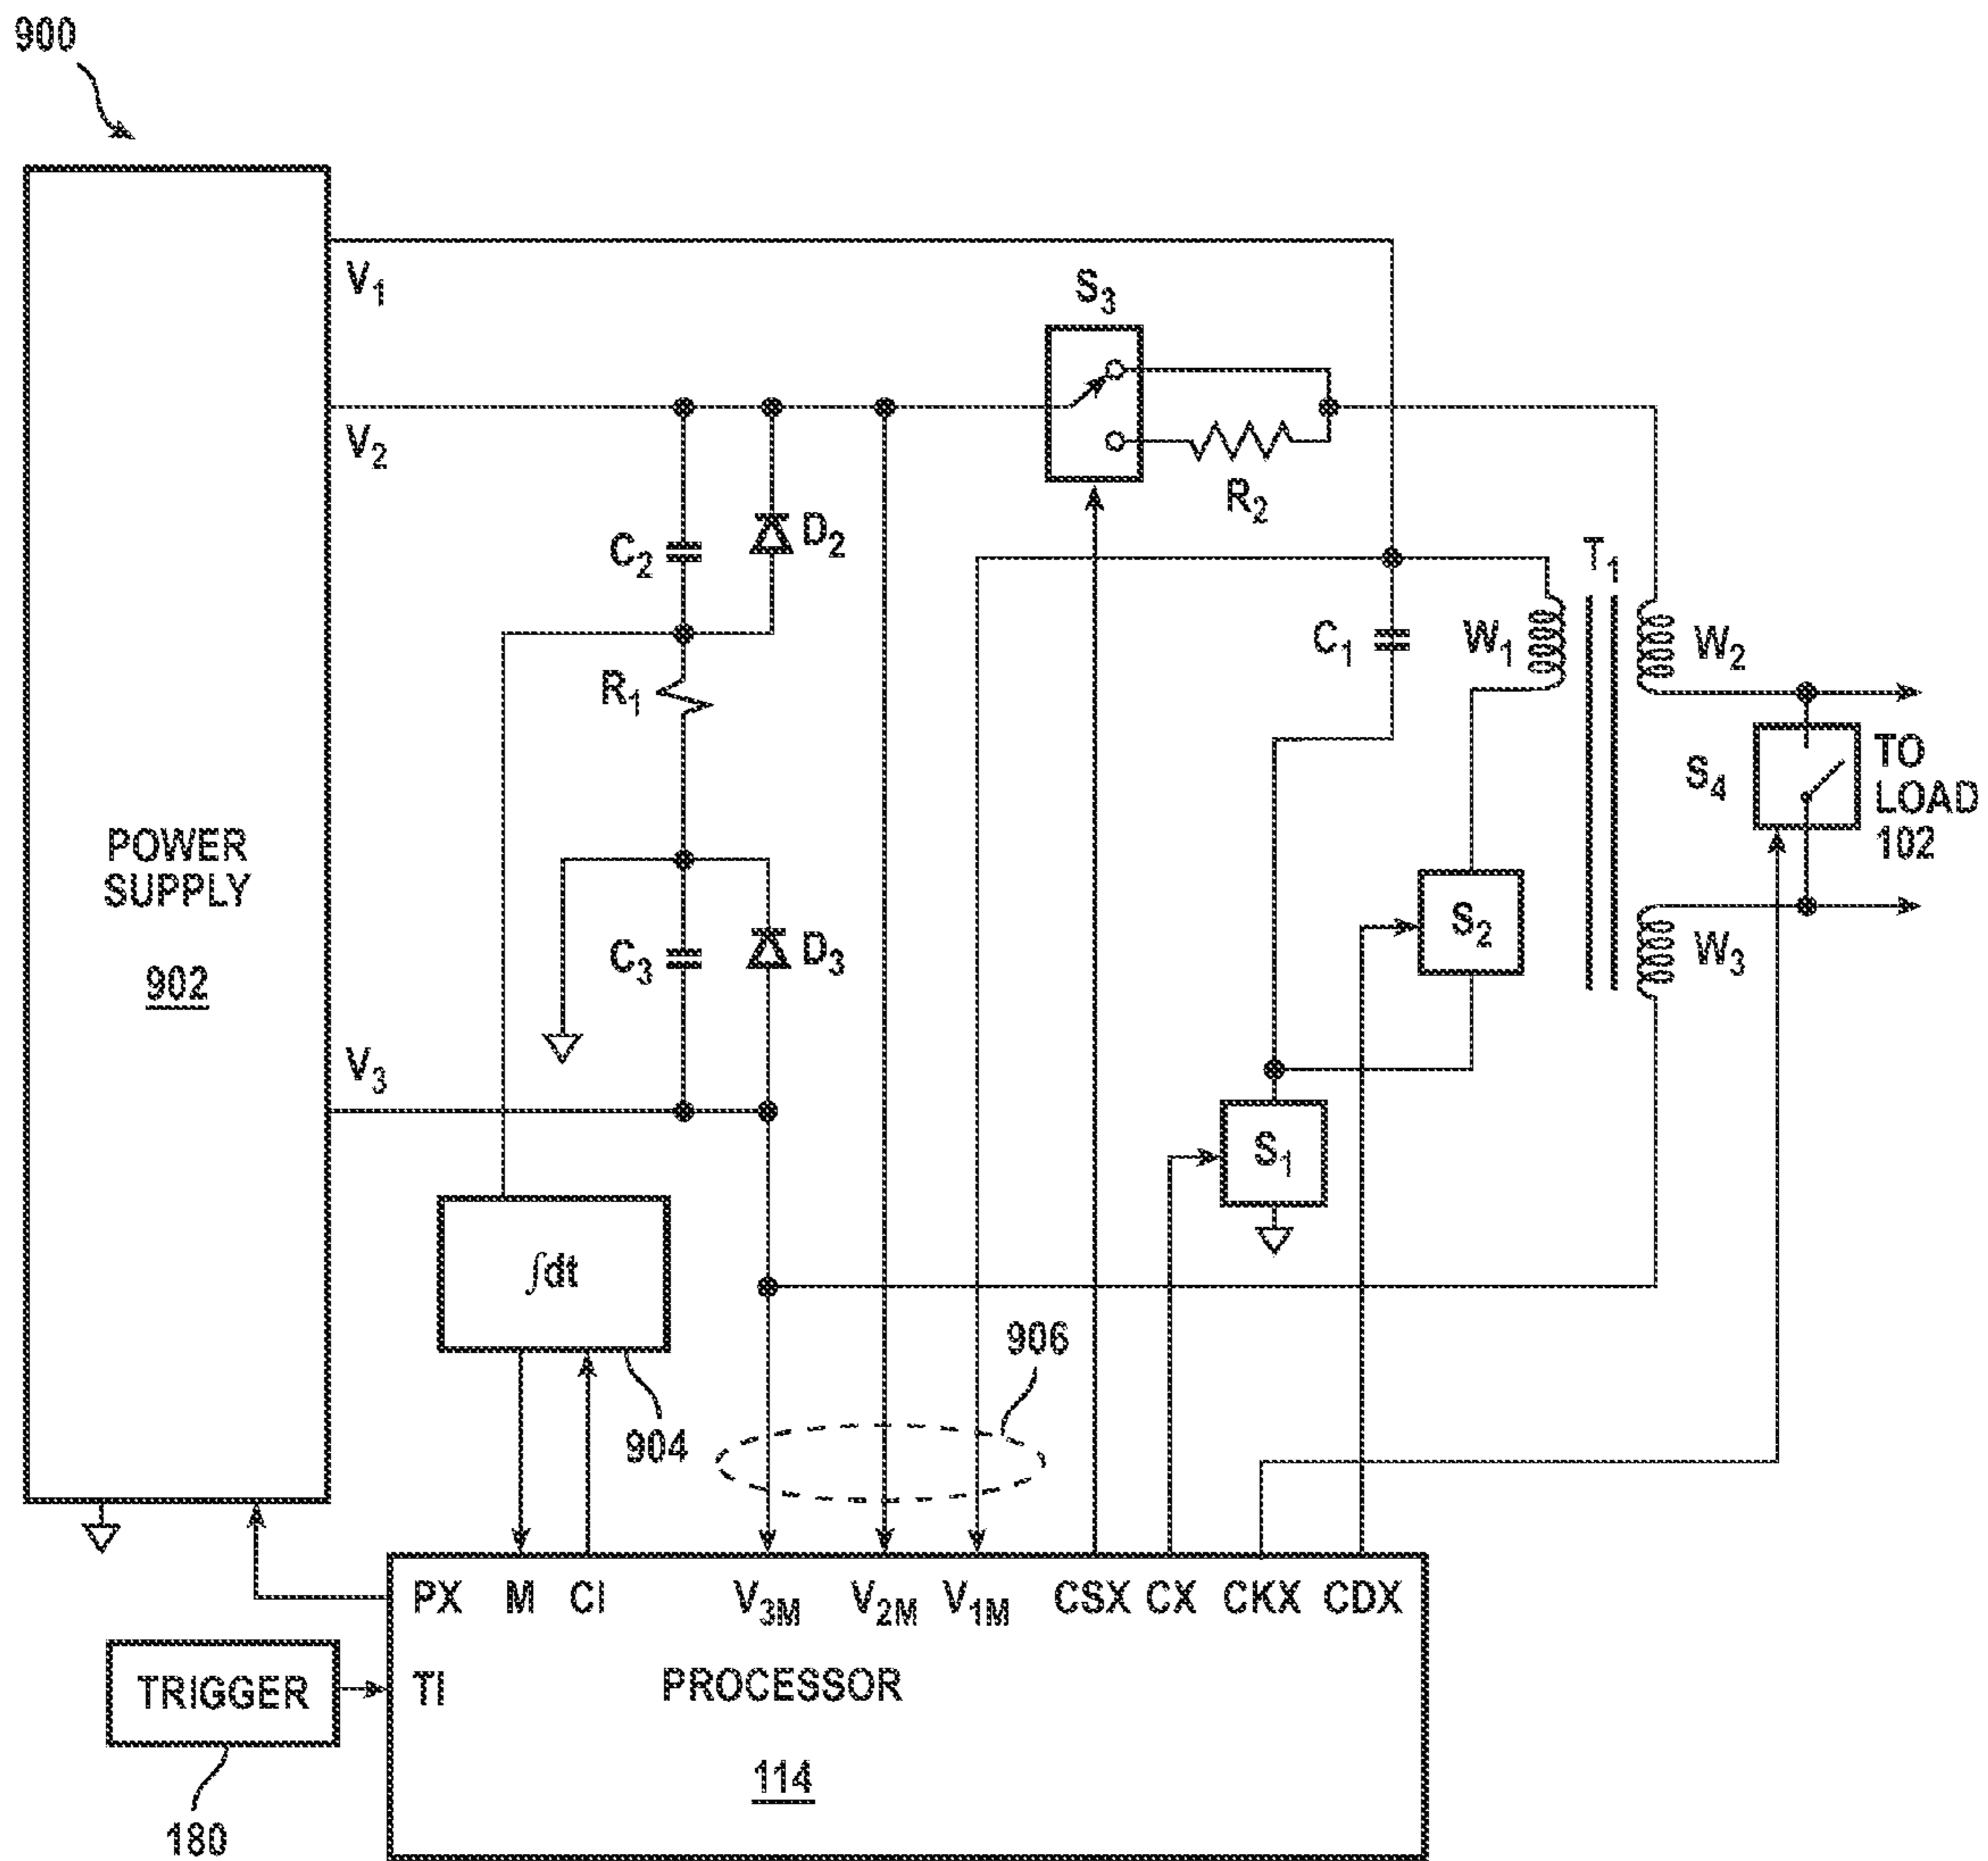 900
V1
S3
V2
R2
C2
D2
T1
C1
W1
W2
R1
S4
TO
LOAD
102
POWER
SUPPLY
902
S2
C3
D3
W3
V3
S1
∫dt
906
904
PX M CI V3M V2M V1M CSX CX CKX CDX
TRIGGER
TI
PROCESSOR
114
180